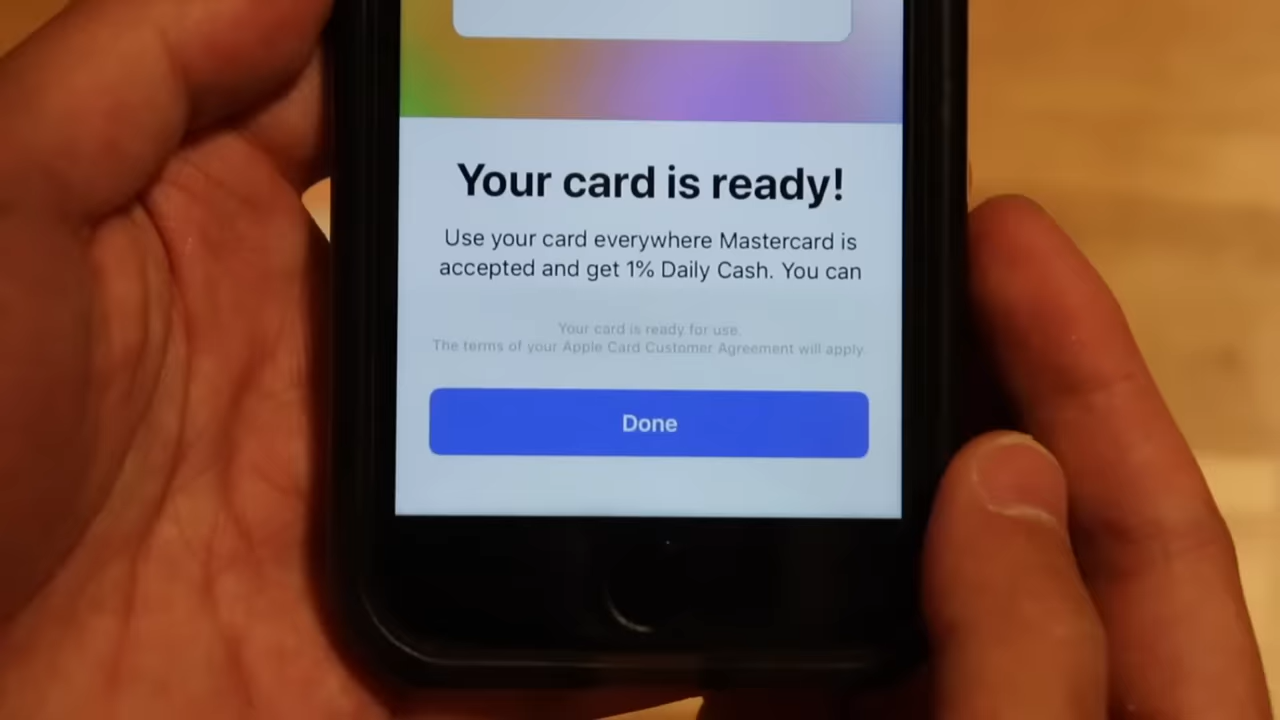 Your card is ready!
Use your card everywhere Mastercard is
accepted and get 1% Daily Cash. You can
Your card is ready for use.
The terms of your Apple Card Customer Agreement will apply
Done